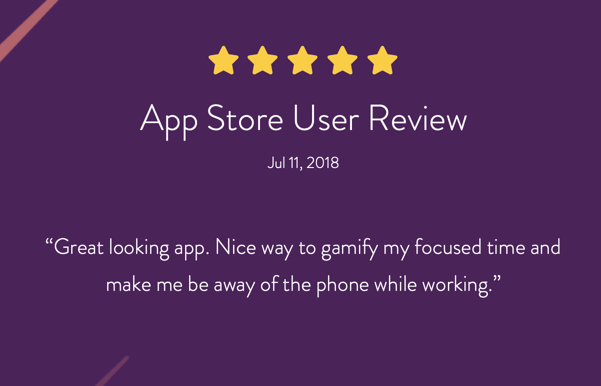 App Store User Review
Jul 11, 2018
“Great looking app. Nice way to gamify my focused time and
make me be away of the phone while working.”